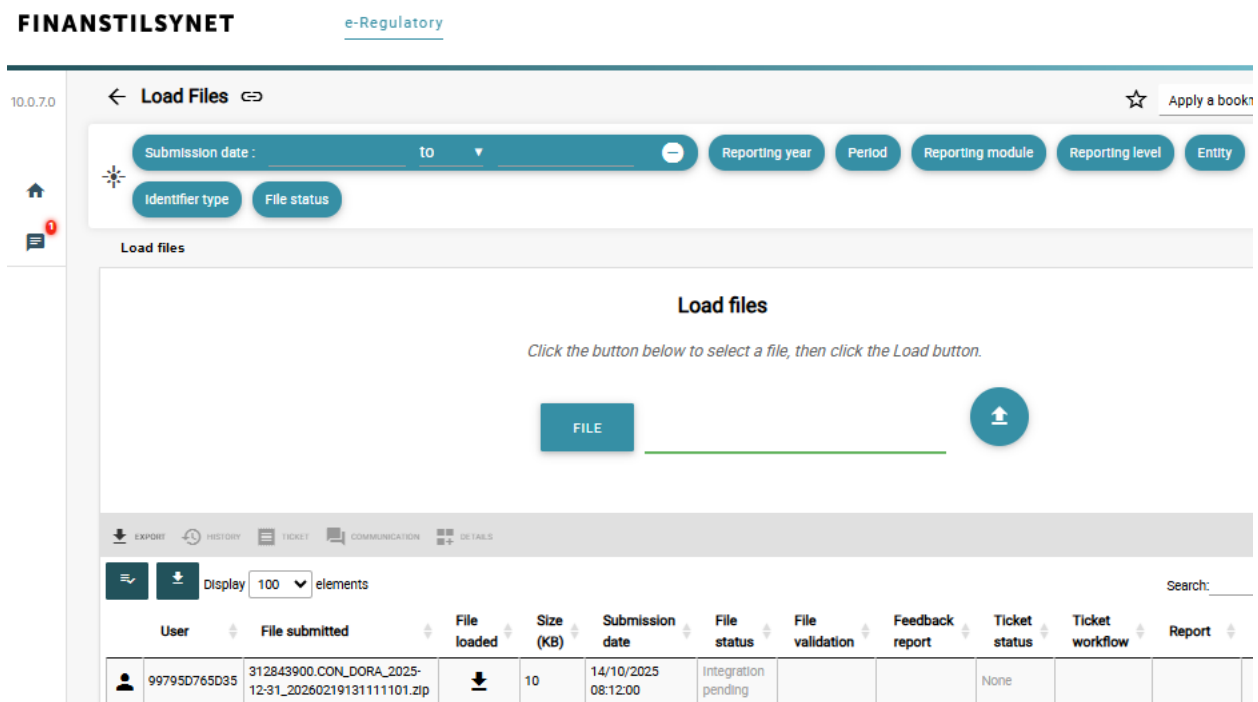 FINANSTILSYNET
e-Regulatory
10.0.7.0
Load Files
Submission date :
to
Reporting year
Period
Reporting module
Reporting level
Entity
Identifier type
File status
1
Load files
Load files
Click the button below to select a file, then click the Load button.
FILE
EXPORT HISTORY TICKET COMMUNICATION DETAILS
Display 100 elements
Search:
User
File submitted
File loaded
Size (KB)
Submission date
File status
File validation
Feedback report
Ticket status
Ticket workflow
Report
99795D765D35
312843900.CON_DORA_2025-
12-31_20260219131111101.zip
10
14/10/2025
08:12:00
Integration
pending
None
Apply a